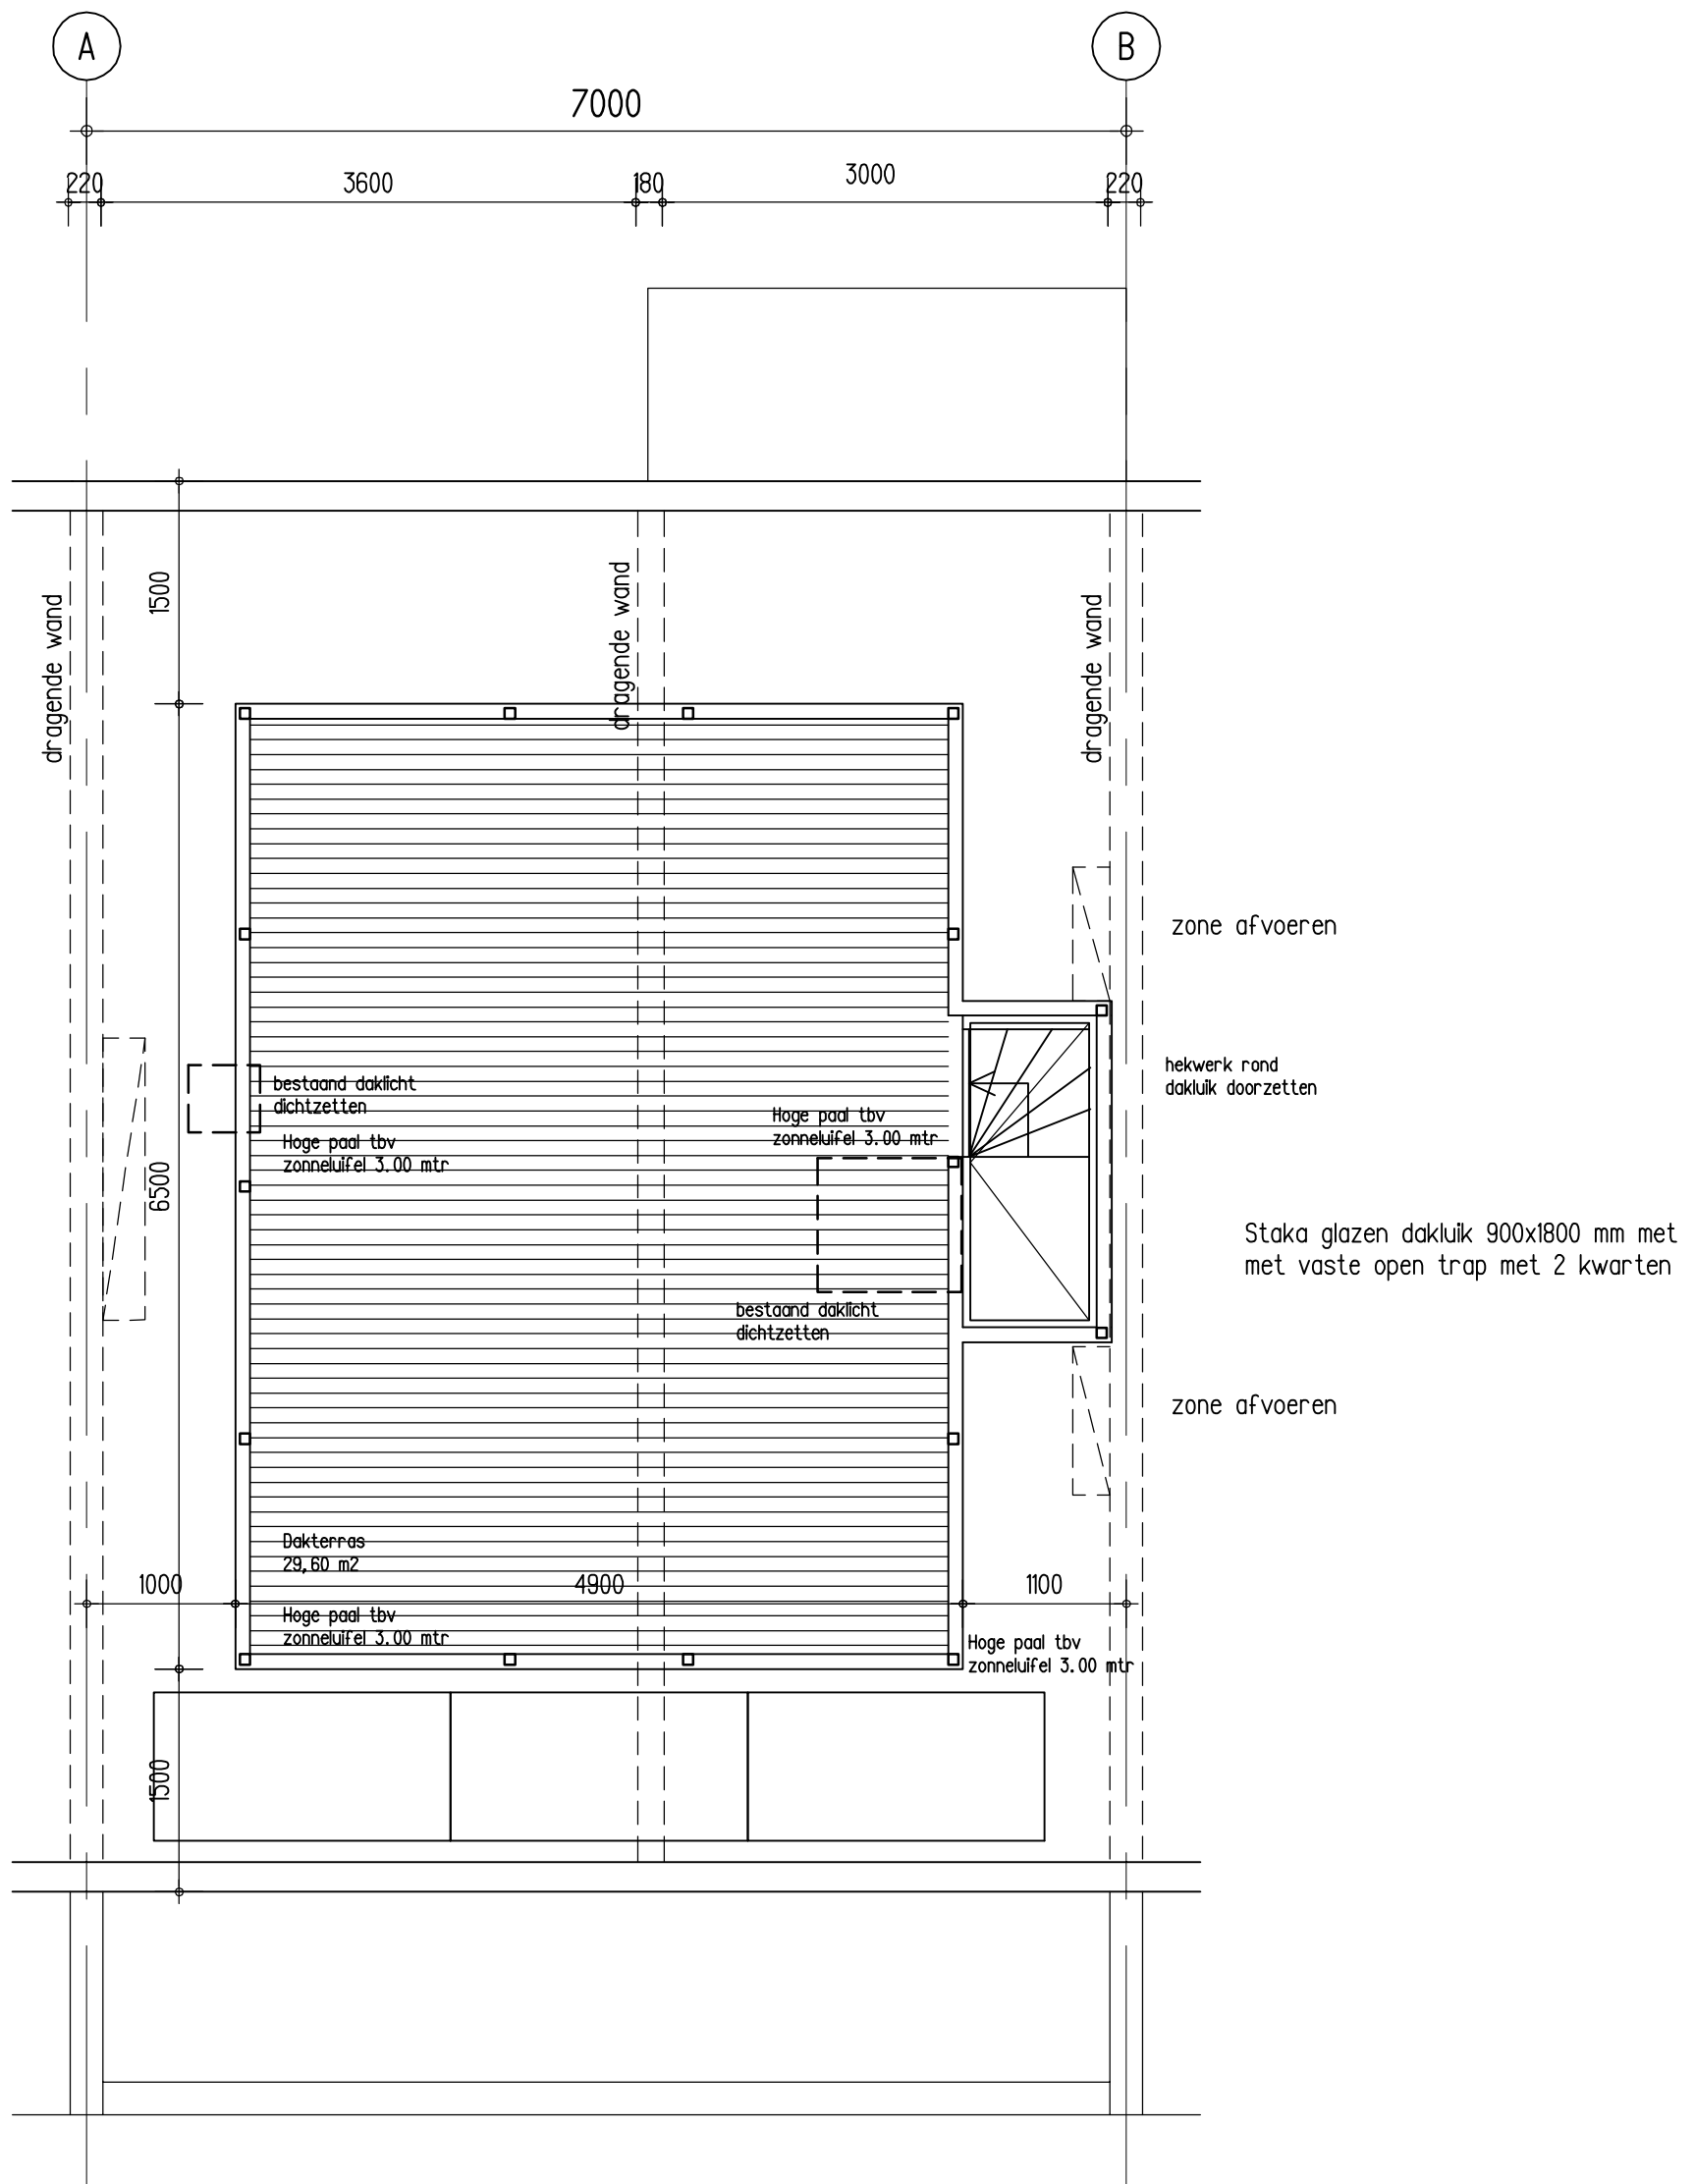 A
B
7000
220
3600
180
3000
220
1500
dragende wand
dragende wand
dragende wand
zone afvoeren
hekwerk rond
dakluik doorzetten
bestaand daklicht
dichtzetten
Hoge paal tbv
zonneluifel 3.00 mtr
Hoge paal tbv
zonneluifel 3.00 mtr
6500
Staka glazen dakluik 900x1800 mm met
met vaste open trap met 2 kwarten
bestaand daklicht
dichtzetten
zone afvoeren
Dakterras
29,60 m2
1000
4900
1100
Hoge paal tbv
zonneluifel 3.00 mtr
Hoge paal tbv
zonneluifel 3.00 mtr
1500